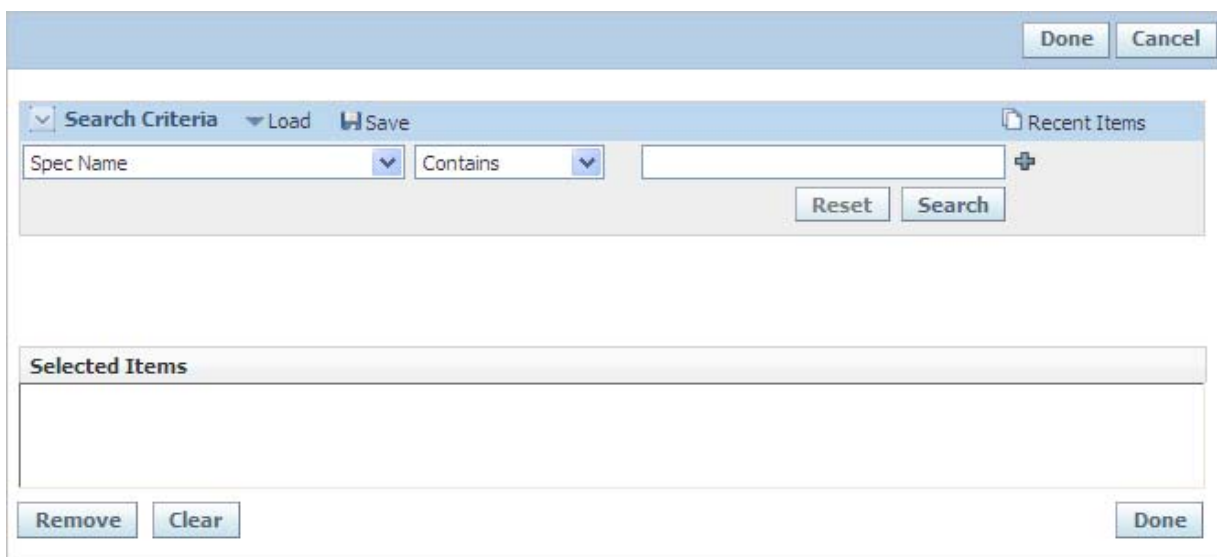 Done Cancel
Search Criteria Load Save Recent Items
Spec Name Contains
Reset Search
Selected Items
Remove Clear Done